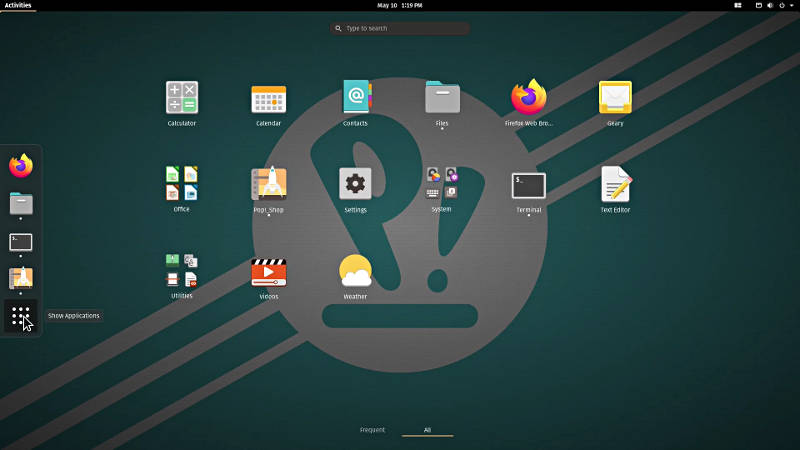 Activities
May 10 1:19 PM
Type to search
Calculator
Calendar
Contacts
Files
Firefox Web Bro...
Geary
Office
Pop!_Shop
Settings
System
Terminal
Text Editor
Utilities
Videos
Weather
Show Applications
Frequent
All